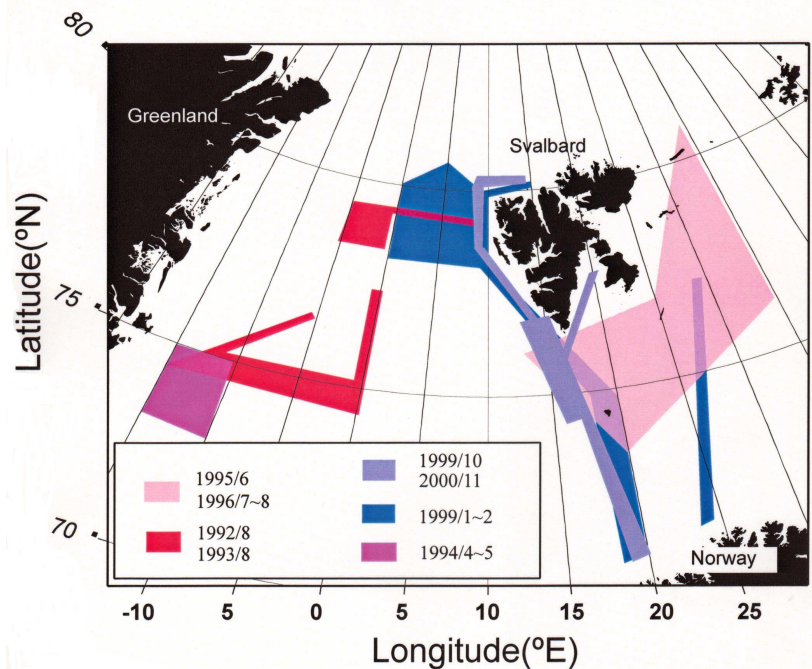 80
Greenland
Svalbard
75
Latitude(ºN)
70
1995/6
1996/7~8
1992/8
1993/8
1999/10
2000/11
1999/1~2
1994/4~5
Norway
-10 5 0 5 10 15 20 25
Longitude(ºE)